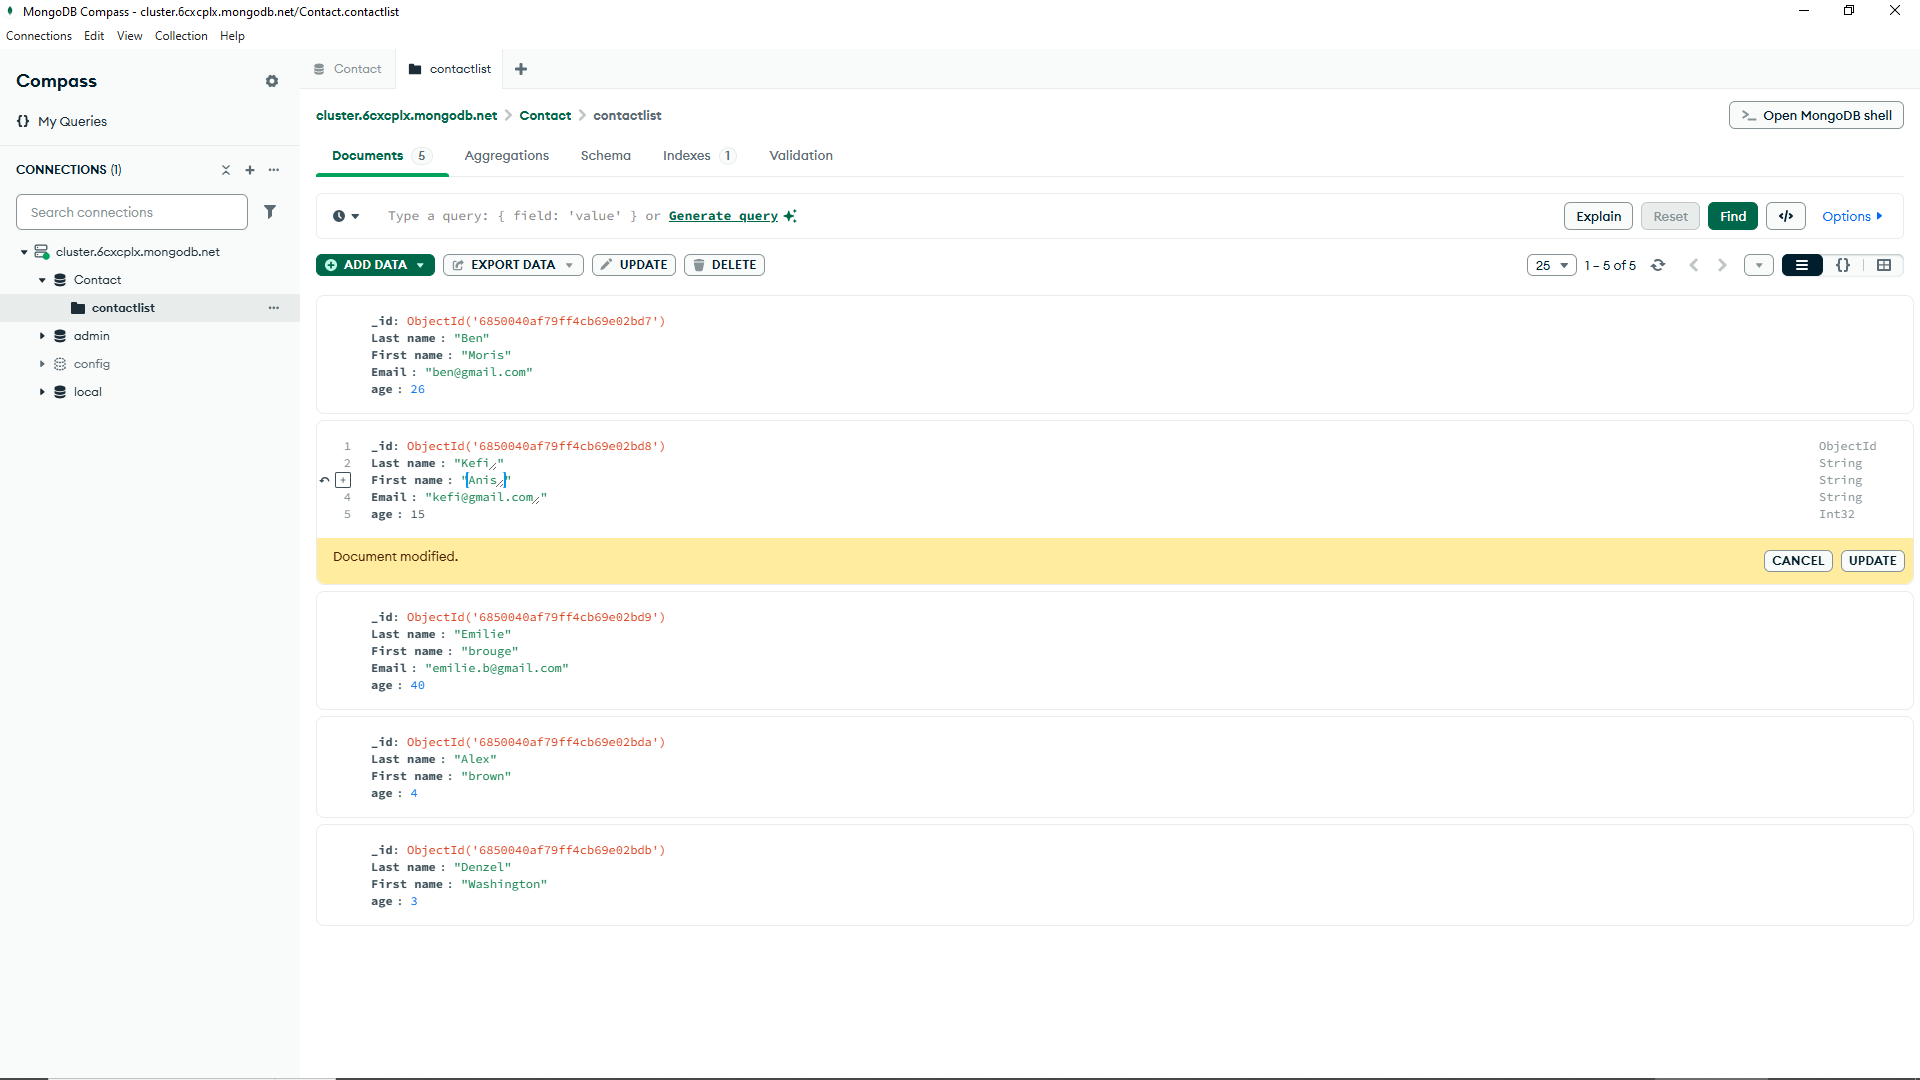 MongoDB Compass - cluster.6cxcplx.mongodb.net/Contact.contactlist
Connections Edit View Collection Help
Compass
{} My Queries
CONNECTIONS (1)
Search connections
cluster.6cxcplx.mongodb.net
Contact
contactlist
admin
config
local
Contact contactlist
cluster.6cxcplx.mongodb.net > Contact > contactlist
>_ Open MongoDB shell
Documents 5 Aggregations Schema Indexes 1 Validation
Type a query: { field: 'value' } or Generate query
Explain Reset Find </> Options
ADD DATA EXPORT DATA UPDATE DELETE
25 1 – 5 of 5 {}
_id: ObjectId('6850040af79ff4cb69e02bd7')
Last name : "Ben"
First name : "Moris"
Email : "ben@gmail.com"
age : 26
1 _id: ObjectId('6850040af79ff4cb69e02bd8') ObjectId
2 Last name : "Kefi" String
First name : "Anis" String
4 Email : "kefi@gmail.com" String
5 age : 15 Int32
Document modified. CANCEL UPDATE
_id: ObjectId('6850040af79ff4cb69e02bd9')
Last name : "Emilie"
First name : "brouge"
Email : "emilie.b@gmail.com"
age : 40
_id: ObjectId('6850040af79ff4cb69e02bda')
Last name : "Alex"
First name : "brown"
age : 4
_id: ObjectId('6850040af79ff4cb69e02bdb')
Last name : "Denzel"
First name : "Washington"
age : 3